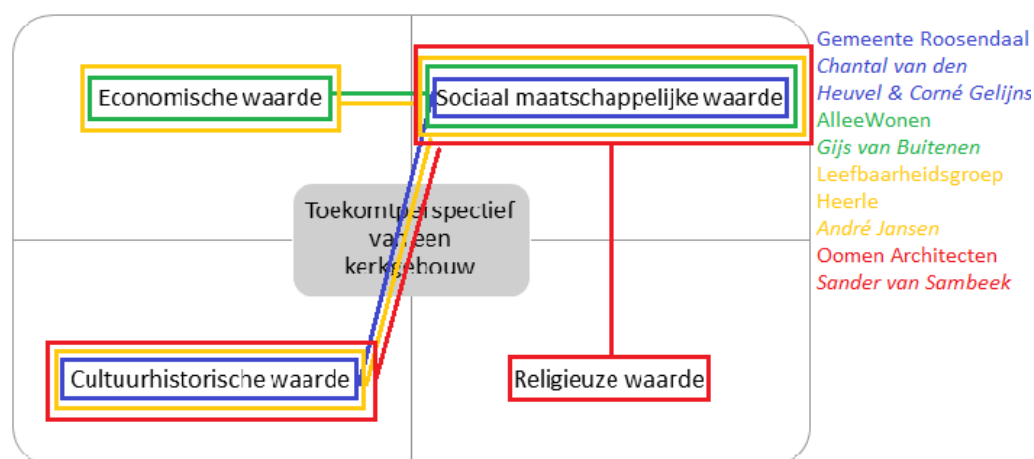 Economische waarde
Sociaal maatschappelijke waarde
Toekomtperspectief
van een
kerkgebouw
Cultuurhistorische waarde
Religieuze waarde
Gemeente Roosendaal
Chantal van den
Heuvel & Corné Gelijns
AlleeWonen
Gijs van Buitenen
Leefbaarheidsgroep
Heerle
André Jansen
Oomen Architecten
Sander van Sambeek